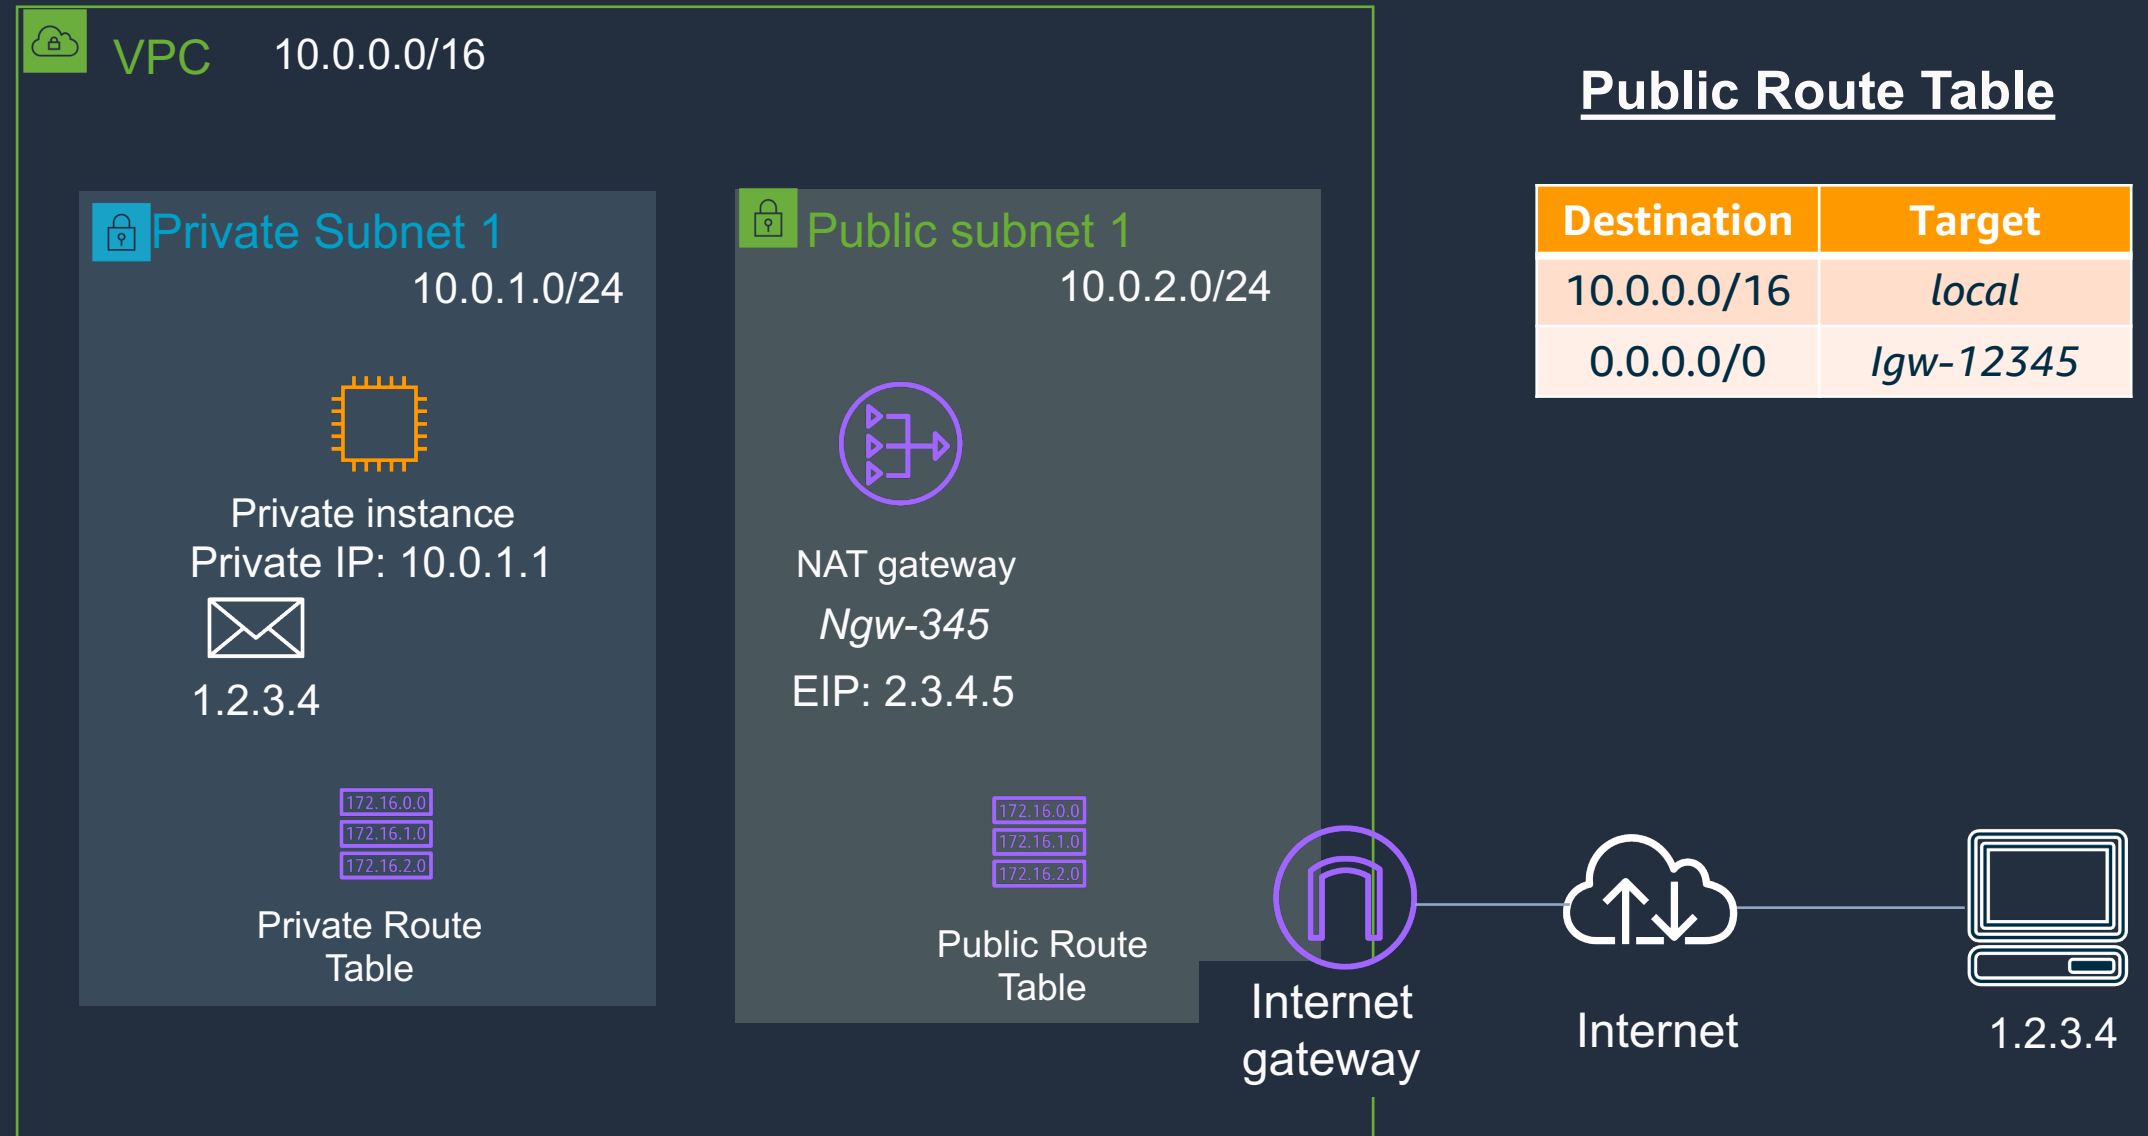 VPC
10.0.0.0/16
Private Subnet 1
10.0.1.0/24
Private instance
Private IP: 10.0.1.1
1.2.3.4
172.16.0.0
172.16.1.0
172.16.2.0
Private Route
Table
Public subnet 1
10.0.2.0/24
NAT gateway
Ngw-345
EIP: 2.3.4.5
172.16.0.0
172.16.1.0
172.16.2.0
Public Route
Table
Internet
gateway
Internet
1.2.3.4
Public Route Table
Destination Target
10.0.0.0/16 local
0.0.0.0/0 Igw-12345